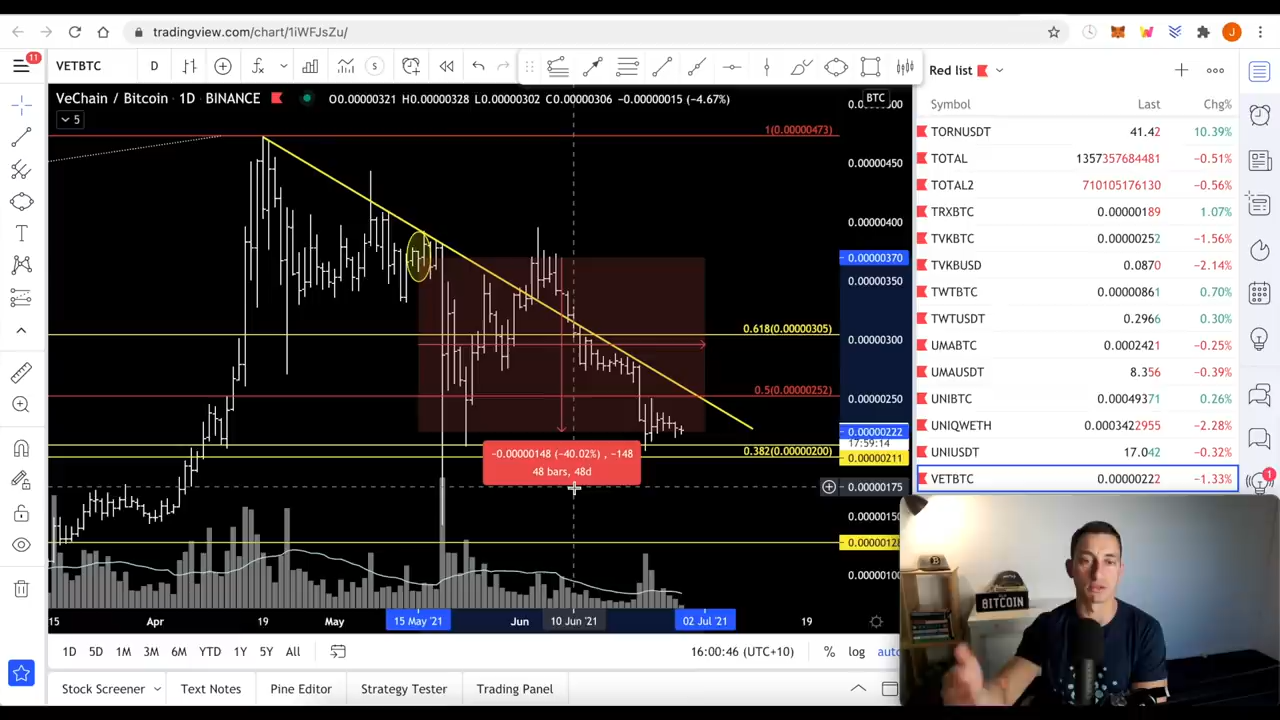 tradingview.com/chart/1iWFJsZu/
J
11
VETBTC
D
S
Red list
VeChain / Bitcoin · 1D · BINANCE
O0.00000321 H0.00000328 L0.00000302 C0.00000306 −0.00000015 (−4.67%)
BTC
5
Symbol Last Chg%
TORNUSDT 41.42 10.39%
TOTAL 1357357684481 −0.51%
TOTAL2 710105176130 −0.56%
TRXBTC 0.00000189 1.07%
TVKBTC 0.00000252 −1.56%
TVKBUSD 0.0870 −2.14%
TWTBTC 0.00000861 0.70%
TWTUSDT 0.2966 0.30%
UMABTC 0.0002421 −0.25%
UMAUSDT 8.356 −0.39%
UNIBTC 0.00049371 0.26%
UNIQWETH 0.0003422955 −2.28%
UNIUSDT 17.042 −0.32%
VETBTC 0.00000222 −1.33%
1
1(0.00000473)
0.618(0.00000305)
0.5(0.00000252)
0.382(0.00000200)
0.00000450
0.00000400
0.00000370
0.00000350
0.00000300
0.00000250
0.00000222
17:59:14
0.00000211
0.00000175
0.00000100
−0.00000148 (−40.02%) , −148
48 bars, 48d
15 Apr 19 May 15 May '21 Jun 10 Jun '21 02 Jul '21 19
1D 5D 1M 3M 6M YTD 1Y 5Y All
16:00:46 (UTC+10) % log auto
Stock Screener Text Notes Pine Editor Strategy Tester Trading Panel
BITCOIN